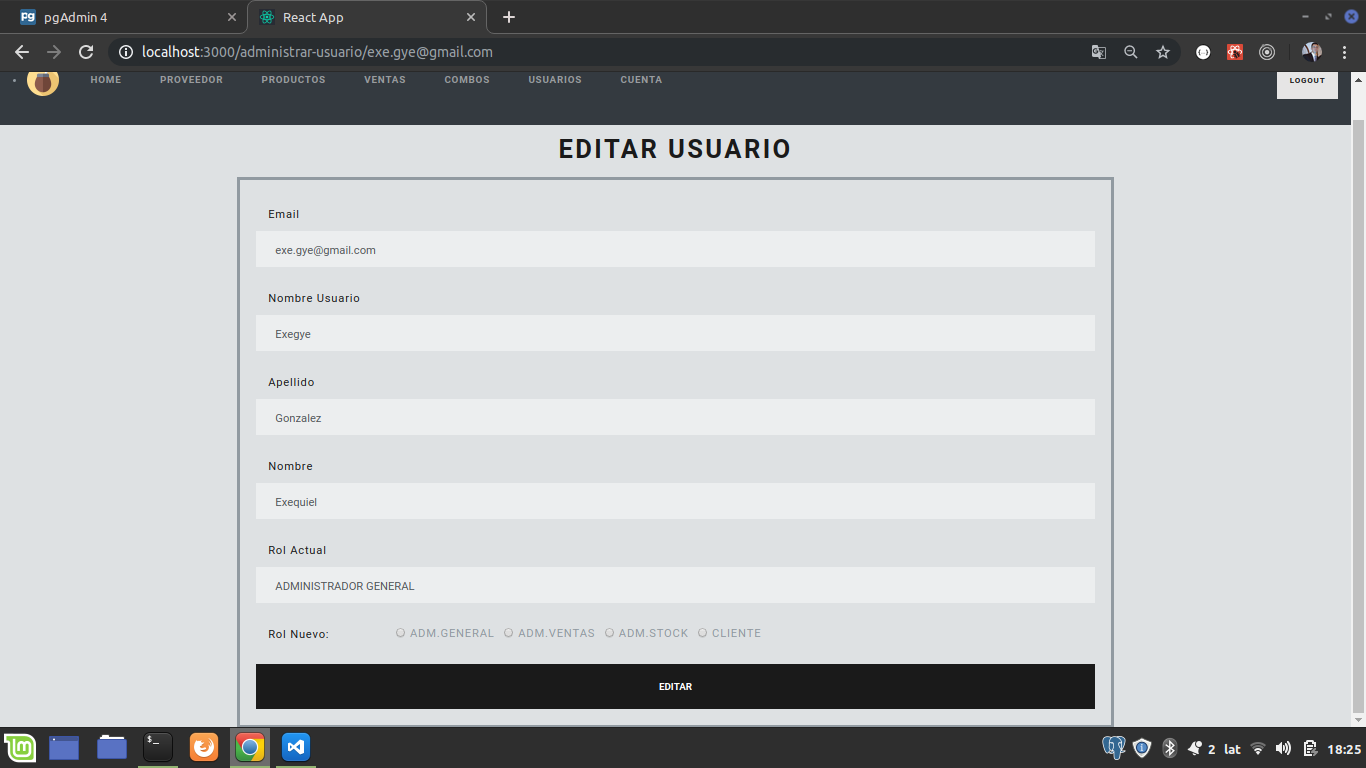 pgAdmin 4
React App
localhost:3000/administrar-usuario/exe.gye@gmail.com
HOME PROVEEDOR PRODUCTOS VENTAS COMBOS USUARIOS CUENTA LOGOUT
EDITAR USUARIO
Email
exe.gye@gmail.com
Nombre Usuario
Exegye
Apellido
Gonzalez
Nombre
Exequiel
Rol Actual
ADMINISTRADOR GENERAL
Rol Nuevo: ADM.GENERAL ADM.VENTAS ADM.STOCK CLIENTE
EDITAR
2 lat 18:25